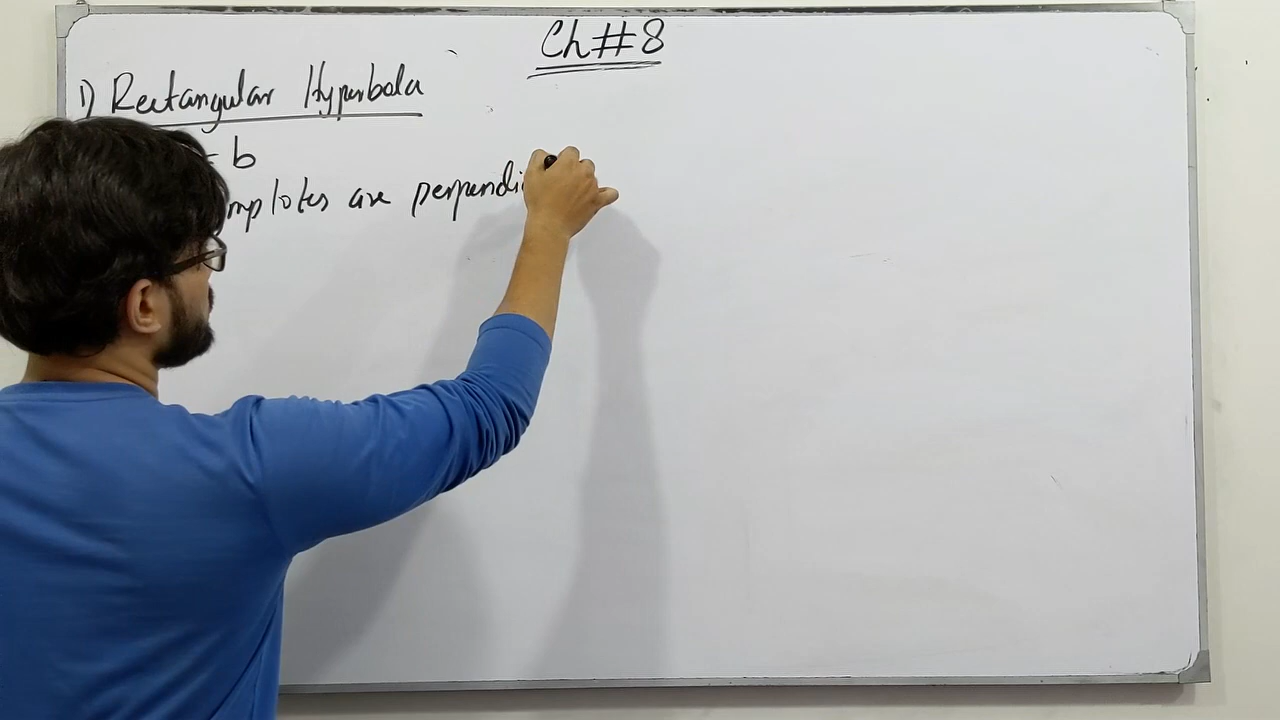 Ch#8
1) Rectangular Hyperbola
= b
mptotes are perpendi